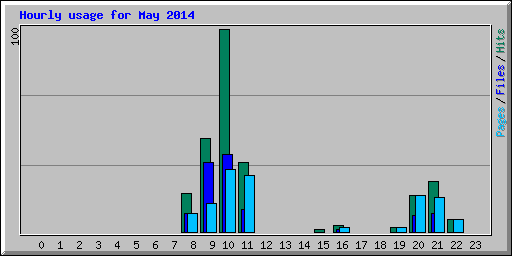 Hourly usage for May 2014
100
Pages/Files/Hits
0 1 2 3 4 5 6 7 8 9 10 11 12 13 14 15 16 17 18 19 20 21 22 23